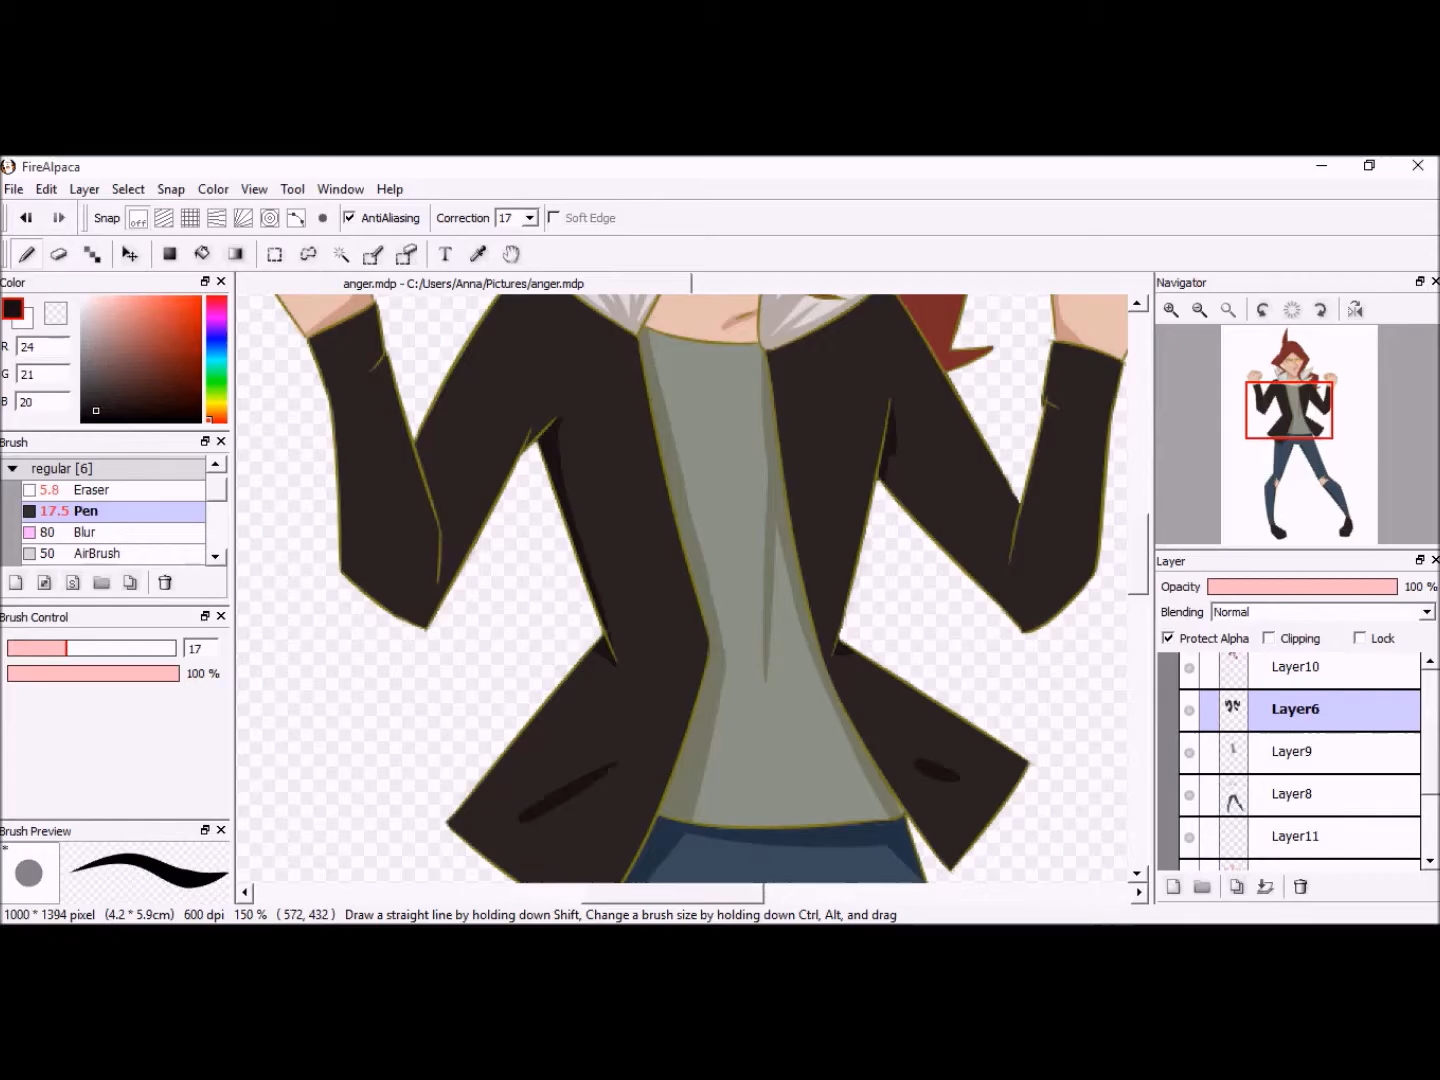 FireAlpaca
File Edit Layer Select Snap Color View Tool Window Help
Snap off AntiAliasing Correction 17 Soft Edge
T
Color
anger.mdp - C:/Users/Anna/Pictures/anger.mdp
Navigator
R 24
G 21
B 20
Brush
regular [6]
5.8 Eraser
17.5 Pen
80 Blur
50 AirBrush
S
Brush Control
17
100 %
Brush Preview
*
Layer
Opacity 100 %
Blending Normal
Protect Alpha Clipping Lock
Layer10
Layer6
Layer9
Layer8
Layer11
1000 * 1394 pixel (4.2 * 5.9cm) 600 dpi 150 % ( 572, 432 ) Draw a straight line by holding down Shift, Change a brush size by holding down Ctrl, Alt, and drag